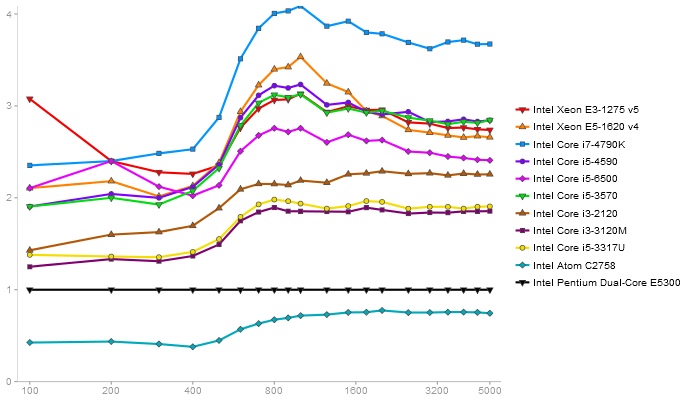 4
3
2
1
0
100
200
400
800
1600
3200
5000
Intel Xeon E3-1275 v5
Intel Xeon E5-1620 v4
Intel Core i7-4790K
Intel Core i5-4590
Intel Core i5-6500
Intel Core i5-3570
Intel Core i3-2120
Intel Core i3-3120M
Intel Core i5-3317U
Intel Atom C2758
Intel Pentium Dual-Core E5300